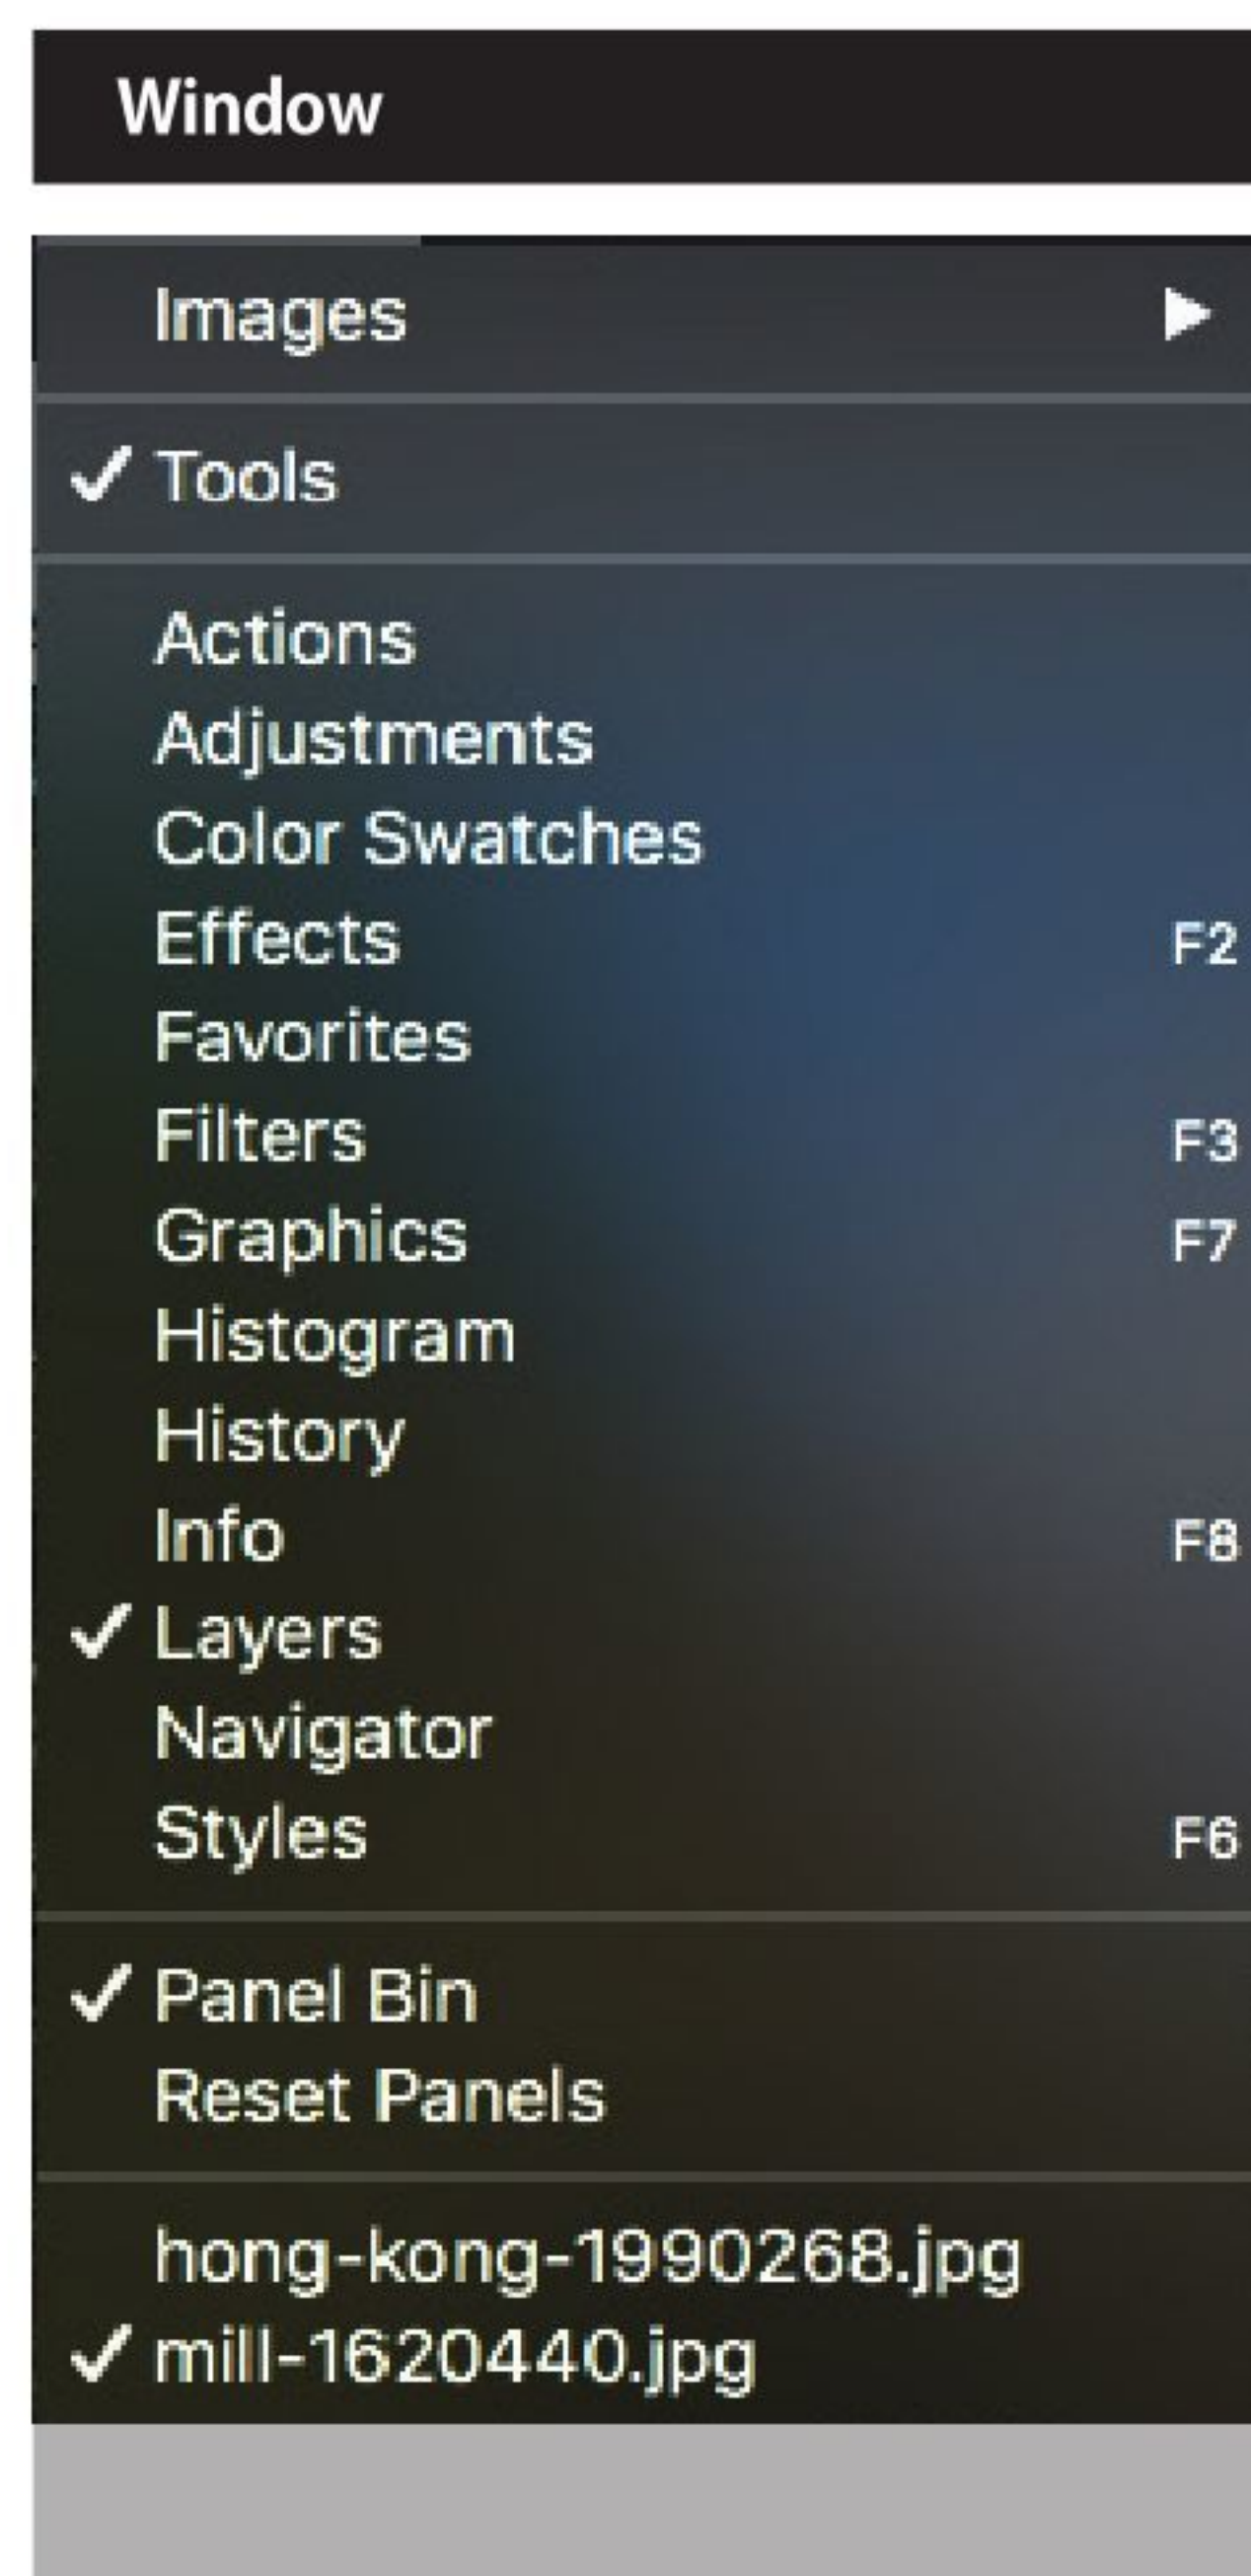 Window
Images
✓ Tools
Actions
Adjustments
Color Swatches
Effects F2
Favorites
Filters F3
Graphics F7
Histogram
History
Info F8
✓ Layers
Navigator
Styles F6
✓ Panel Bin
Reset Panels
hong-kong-1990268.jpg
✓ mill-1620440.jpg